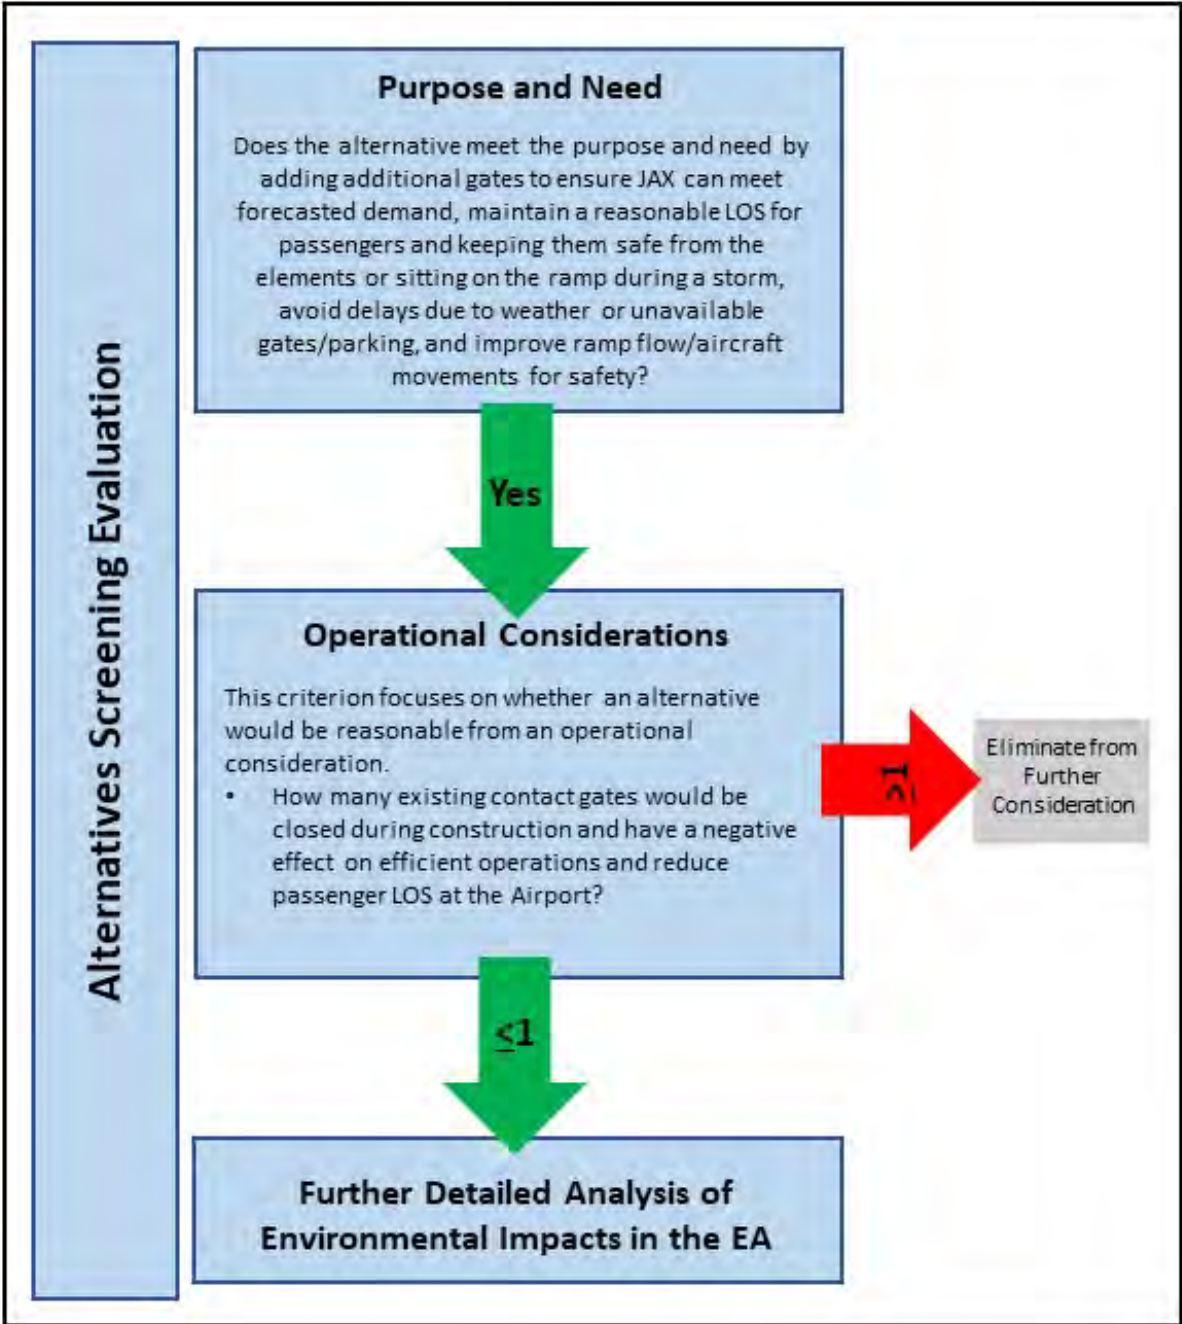 Alternatives Screening Evaluation
Purpose and Need
Does the alternative meet the purpose and need by
adding additional gates to ensure JAX can meet
forecasted demand, maintain a reasonable LOS for
passengers and keeping them safe from the
elements or sitting on the ramp during a storm,
avoid delays due to weather or unavailable
gates/parking, and improve ramp flow/aircraft
movements for safety?
Yes
Operational Considerations
This criterion focuses on whether an alternative
would be reasonable from an operational
consideration.
• How many existing contact gates would be
closed during construction and have a negative
effect on efficient operations and reduce
passenger LOS at the Airport?
>1
Eliminate from
Further
Consideration
≤1
Further Detailed Analysis of
Environmental Impacts in the EA